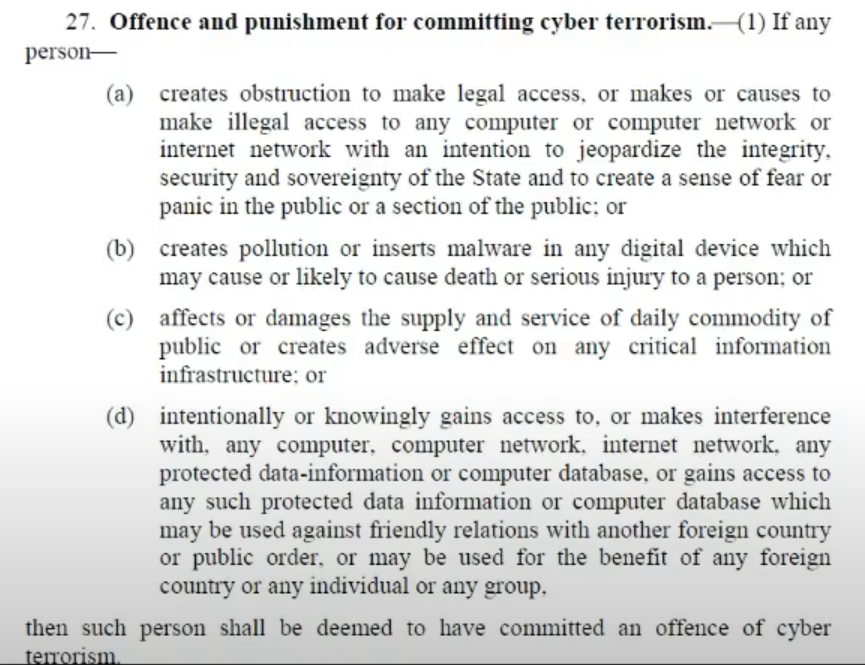 27. Offence and punishment for committing cyber terrorism.—(1) If any
person—
(a) creates obstruction to make legal access, or makes or causes to
make illegal access to any computer or computer network or
internet network with an intention to jeopardize the integrity,
security and sovereignty of the State and to create a sense of fear or
panic in the public or a section of the public; or
(b) creates pollution or inserts malware in any digital device which
may cause or likely to cause death or serious injury to a person; or
(c) affects or damages the supply and service of daily commodity of
public or creates adverse effect on any critical information
infrastructure; or
(d) intentionally or knowingly gains access to, or makes interference
with, any computer, computer network, internet network, any
protected data-information or computer database, or gains access to
any such protected data information or computer database which
may be used against friendly relations with another foreign country
or public order, or may be used for the benefit of any foreign
country or any individual or any group,
then such person shall be deemed to have committed an offence of cyber
terrorism.